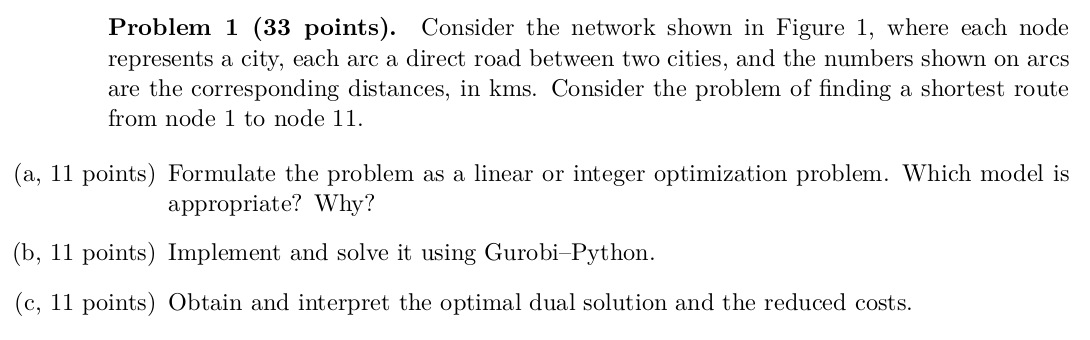 Problem 1 (33 points). Consider the network shown in Figure 1, where each node
represents a city, each arc a direct road between two cities, and the numbers shown on arcs
are the corresponding distances, in kms. Consider the problem of finding a shortest route
from node 1 to node 11.
(a, 11 points) Formulate the problem as a linear or integer optimization problem. Which model is
appropriate? Why?
(b, 11 points) Implement and solve it using Gurobi–Python.
(c, 11 points) Obtain and interpret the optimal dual solution and the reduced costs.